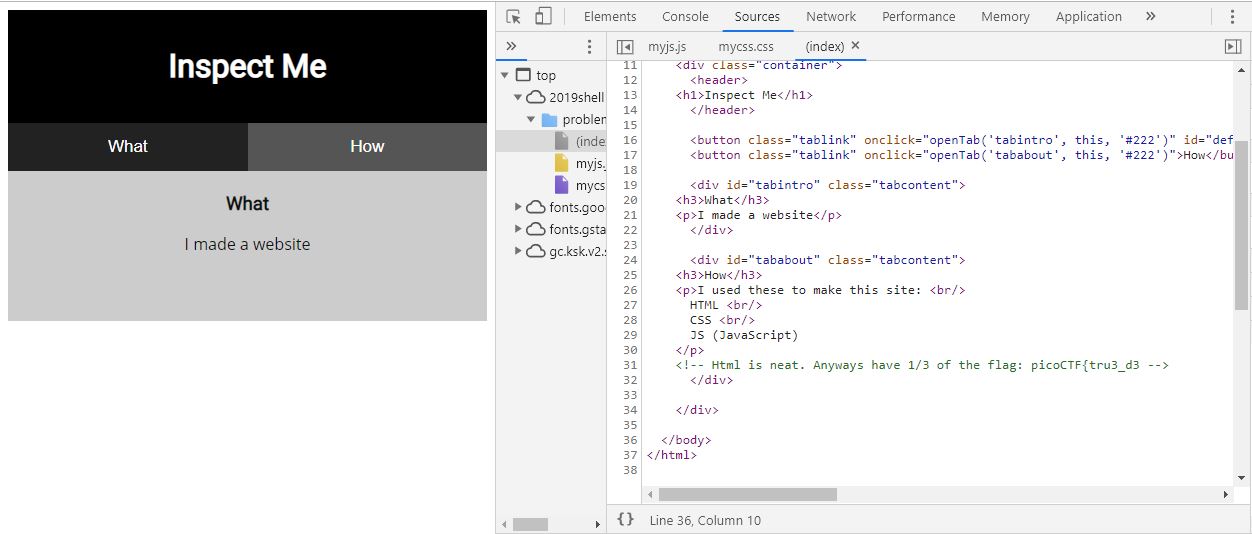 Inspect Me
What
How
What
I made a website
Elements Console Sources Network Performance Memory Application »
» myjs.js mycss.css (index) ×
top
2019shell
problem
(inde
myjs.
mycs
fonts.goo
fonts.gsta
gc.ksk.v2.s
11 <div class="container">
12 <header>
13 <h1>Inspect Me</h1>
14 </header>
15
16 <button class="tablink" onclick="openTab('tabintro', this, '#222')" id="def
17 <button class="tablink" onclick="openTab('tababout', this, '#222')">How</bu
18
19 <div id="tabintro" class="tabcontent">
20 <h3>What</h3>
21 <p>I made a website</p>
22 </div>
23
24 <div id="tababout" class="tabcontent">
25 <h3>How</h3>
26 <p>I used these to make this site: <br/>
27 HTML <br/>
28 CSS <br/>
29 JS (JavaScript)
30 </p>
31 <!-- Html is neat. Anyways have 1/3 of the flag: picoCTF{tru3_d3 -->
32 </div>
33
34 </div>
35
36 </body>
37 </html>
38
{} Line 36, Column 10